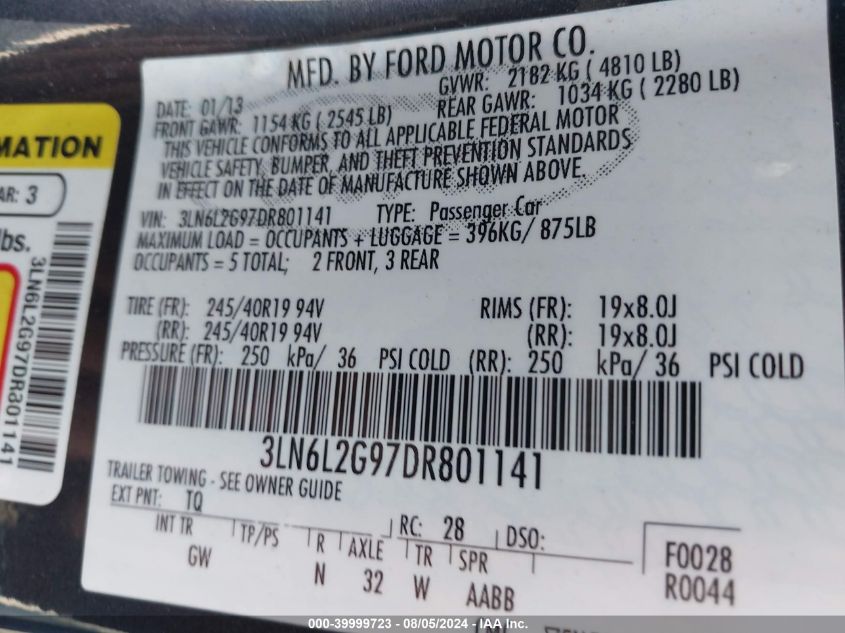 MFD. BY FORD MOTOR CO.
DATE: 01/13 GVWR: 2182 KG ( 4810 LB)
FRONT GAWR: 1154 KG ( 2545 LB) REAR GAWR: 1034 KG ( 2280 LB)
THIS VEHICLE CONFORMS TO ALL APPLICABLE FEDERAL MOTOR
VEHICLE SAFETY, BUMPER, AND THEFT PREVENTION STANDARDS
IN EFFECT ON THE DATE OF MANUFACTURE SHOWN ABOVE.
VIN: 3LN6L2G97DR801141 TYPE: Passenger Car
MAXIMUM LOAD = OCCUPANTS + LUGGAGE = 396KG/ 875LB
OCCUPANTS = 5 TOTAL; 2 FRONT, 3 REAR
TIRE (FR): 245/40R19 94V RIMS (FR): 19x8.0J
(RR): 245/40R19 94V (RR): 19x8.0J
PRESSURE (FR): 250 kPa/ 36 PSI COLD (RR): 250 kPa/ 36 PSI COLD
3LN6L2G97DR801141
TRAILER TOWING - SEE OWNER GUIDE
EXT PNT: TQ RC: 28 DSO:
INT TR TP/PS R AXLE TR SPR F0028
GW N 32 W AABB R0044
MATION
AR: 3
lbs.
3LN6L2G97DR801141
000-39999723 - 08/05/2024 - IAA Inc.